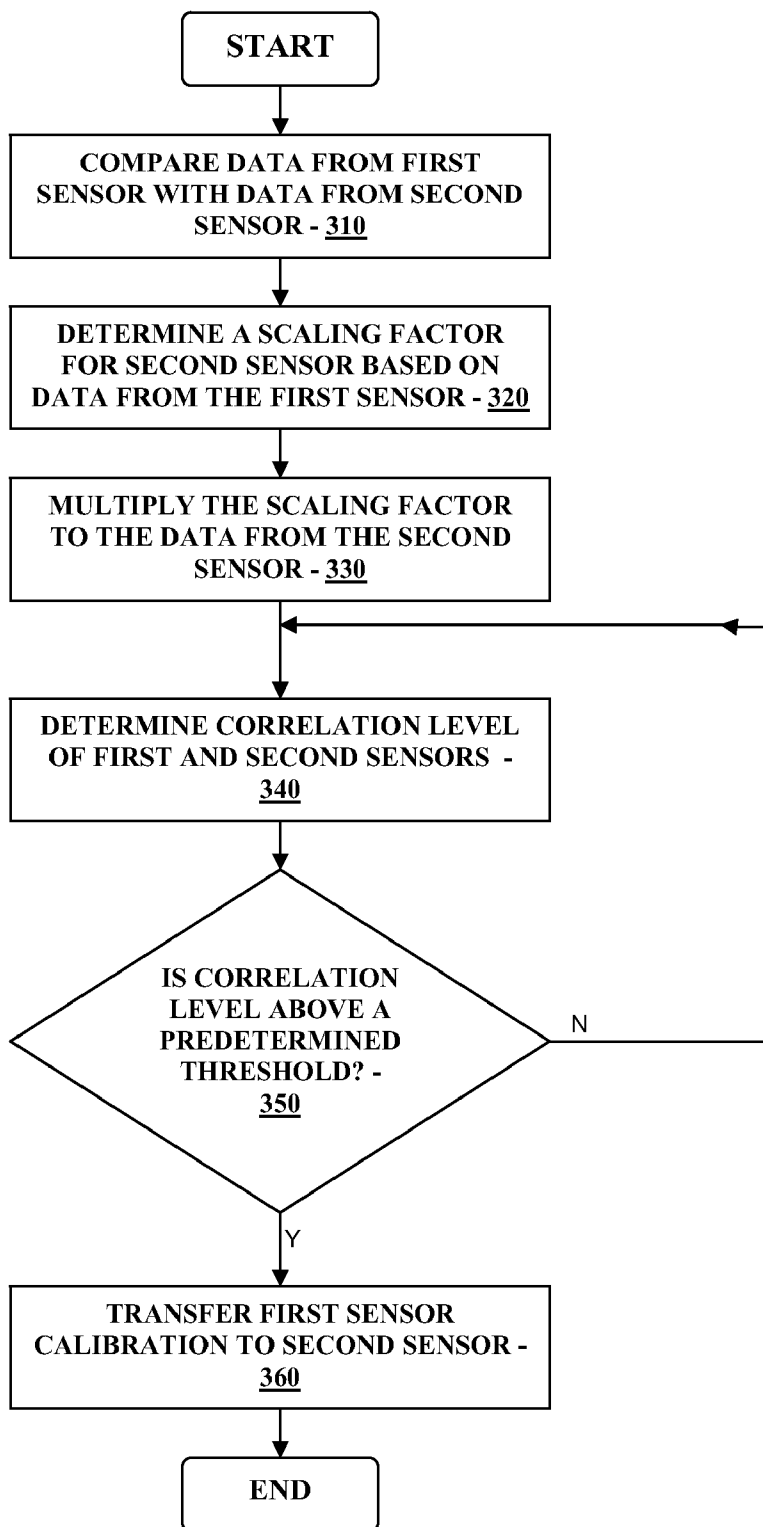 START
COMPARE DATA FROM FIRST
SENSOR WITH DATA FROM SECOND
SENSOR - 310
DETERMINE A SCALING FACTOR
FOR SECOND SENSOR BASED ON
DATA FROM THE FIRST SENSOR - 320
MULTIPLY THE SCALING FACTOR
TO THE DATA FROM THE SECOND
SENSOR - 330
DETERMINE CORRELATION LEVEL
OF FIRST AND SECOND SENSORS -
340
IS CORRELATION
LEVEL ABOVE A
PREDETERMINED
THRESHOLD? -
350
N
Y
TRANSFER FIRST SENSOR
CALIBRATION TO SECOND SENSOR -
360
END